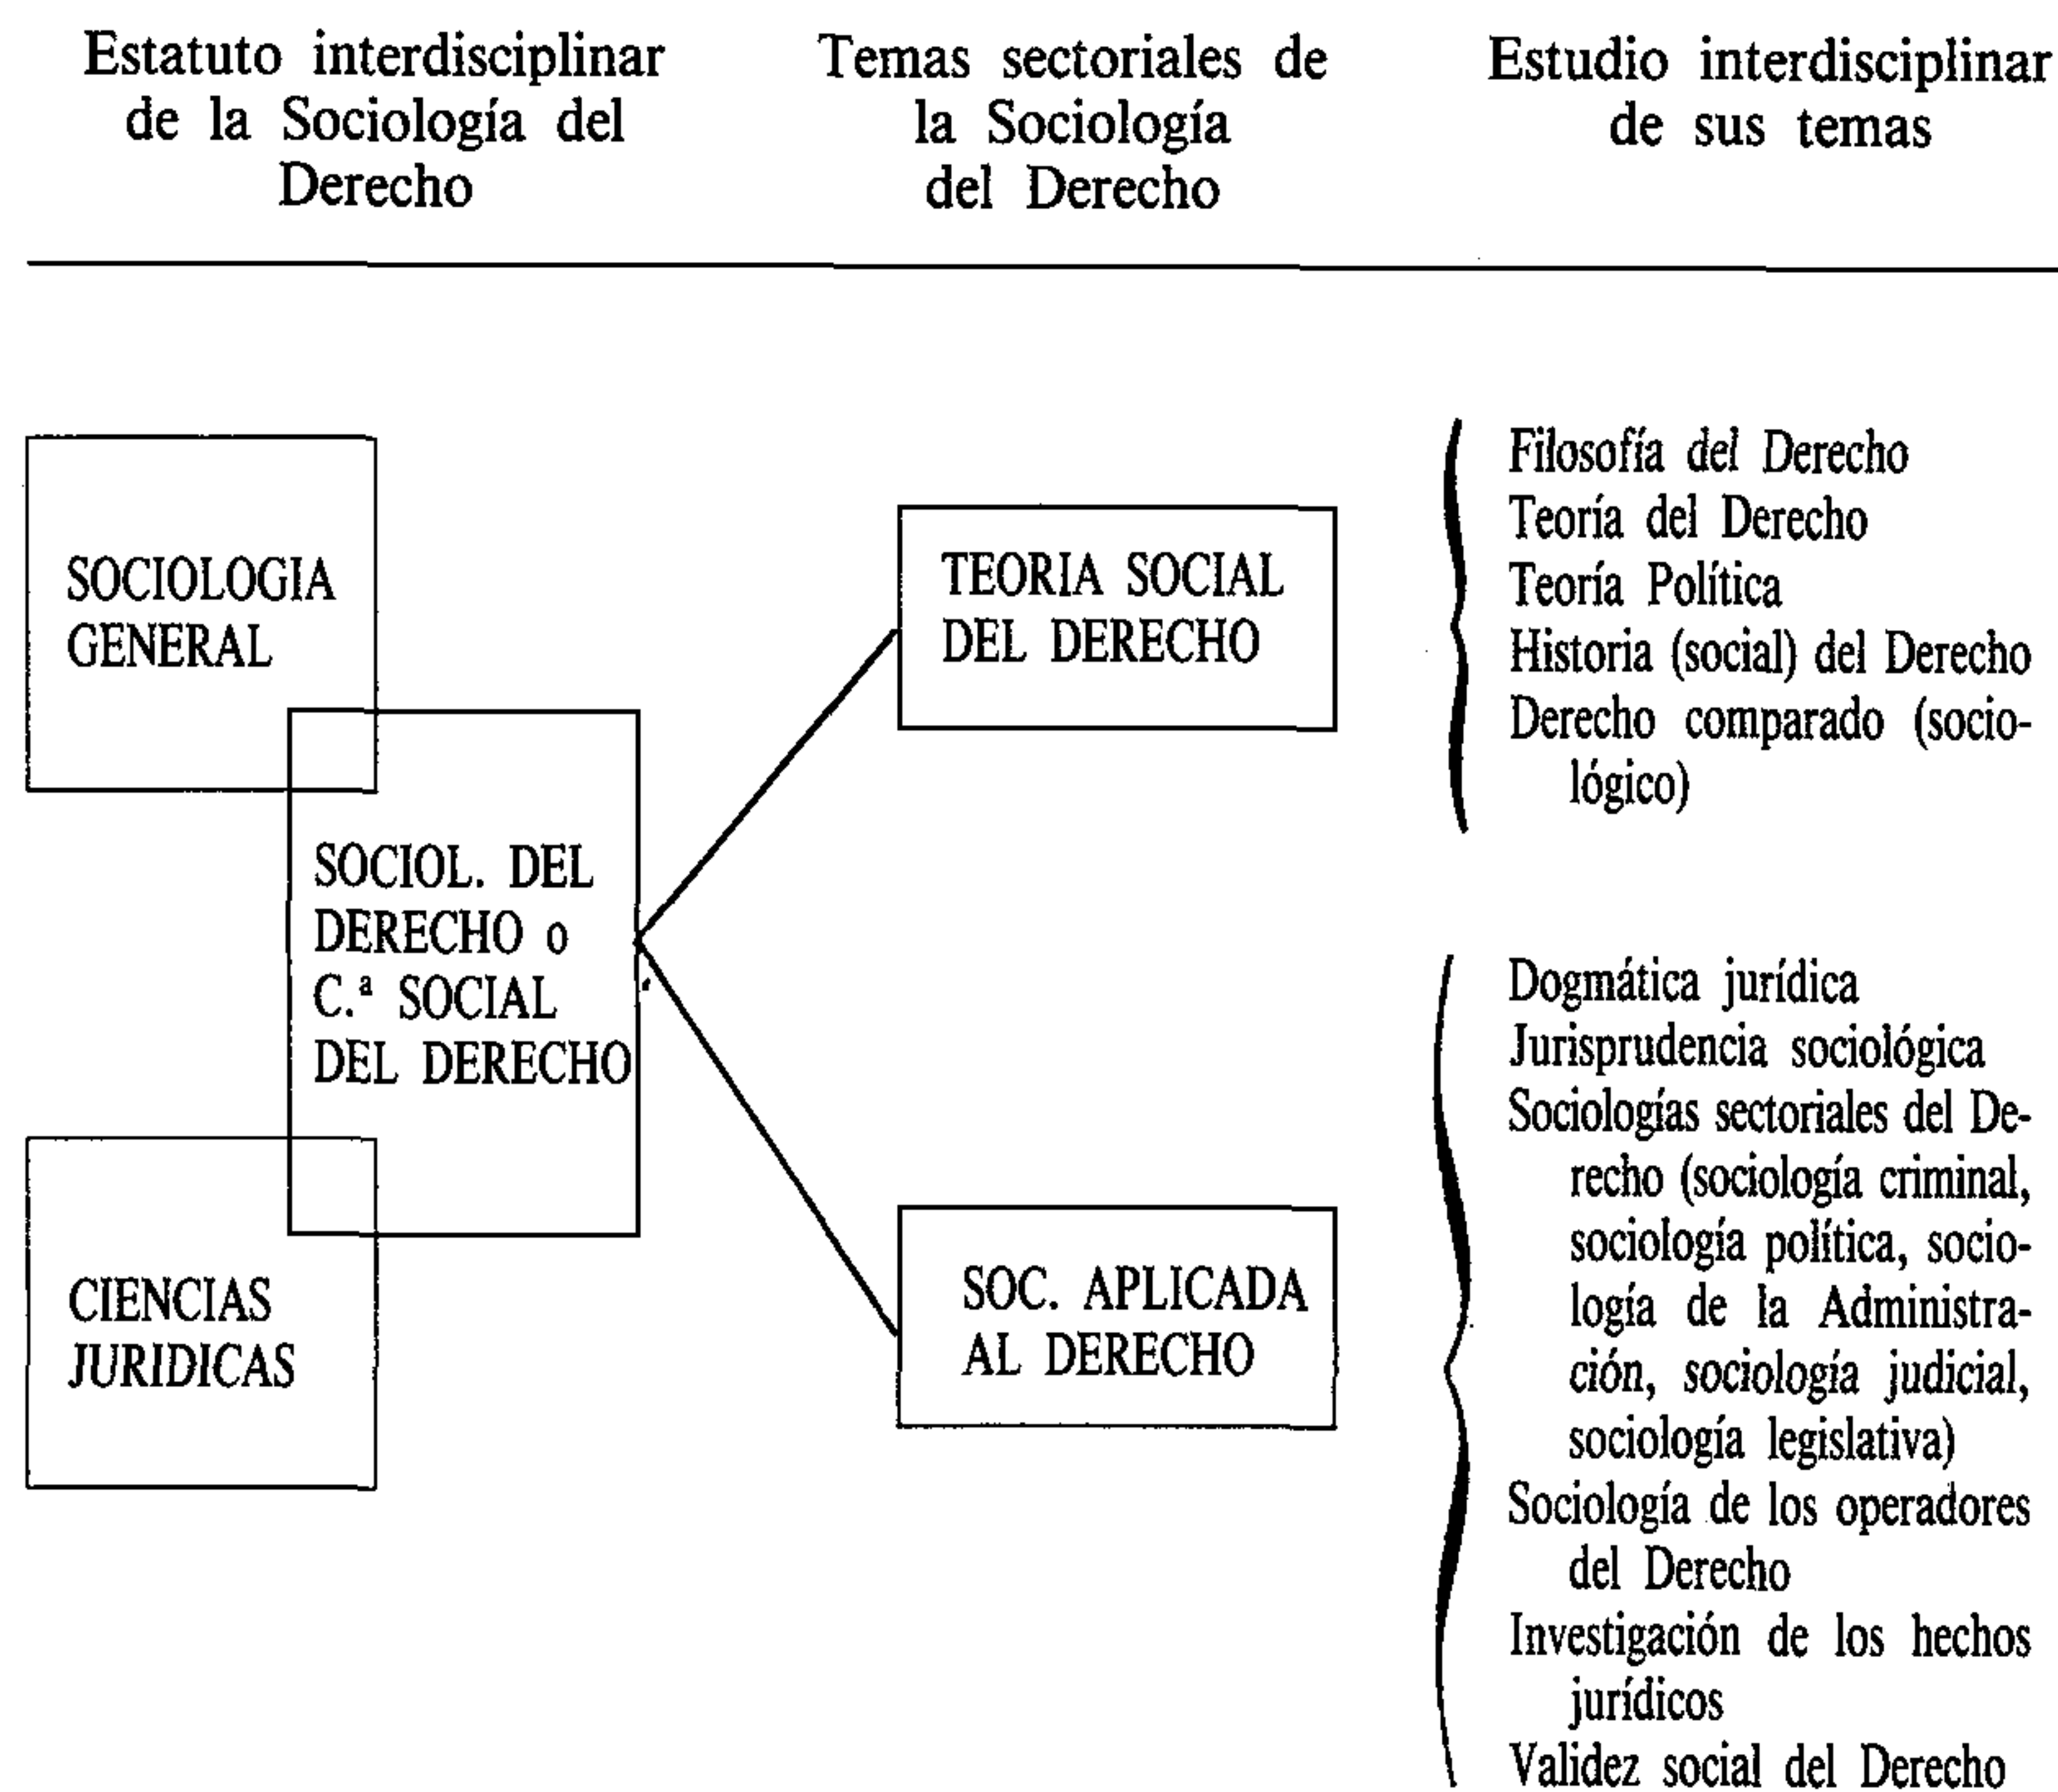 Estatuto interdisciplinar
de la Sociología del
Derecho
Temas sectoriales de
la Sociología
del Derecho
Estudio interdisciplinar
de sus temas
SOCIOLOGIA
GENERAL
SOCIOL. DEL
DERECHO o
C.ª SOCIAL
DEL DERECHO
CIENCIAS
JURIDICAS
TEORIA SOCIAL
DEL DERECHO
SOC. APLICADA
AL DERECHO
Filosofía del Derecho
Teoría del Derecho
Teoría Política
Historia (social) del Derecho
Derecho comparado (socio-
lógico)
Dogmática jurídica
Jurisprudencia sociológica
Sociologías sectoriales del De-
recho (sociología criminal,
sociología política, socio-
logía de la Administra-
ción, sociología judicial,
sociología legislativa)
Sociología de los operadores
del Derecho
Investigación de los hechos
jurídicos
Validez social del Derecho